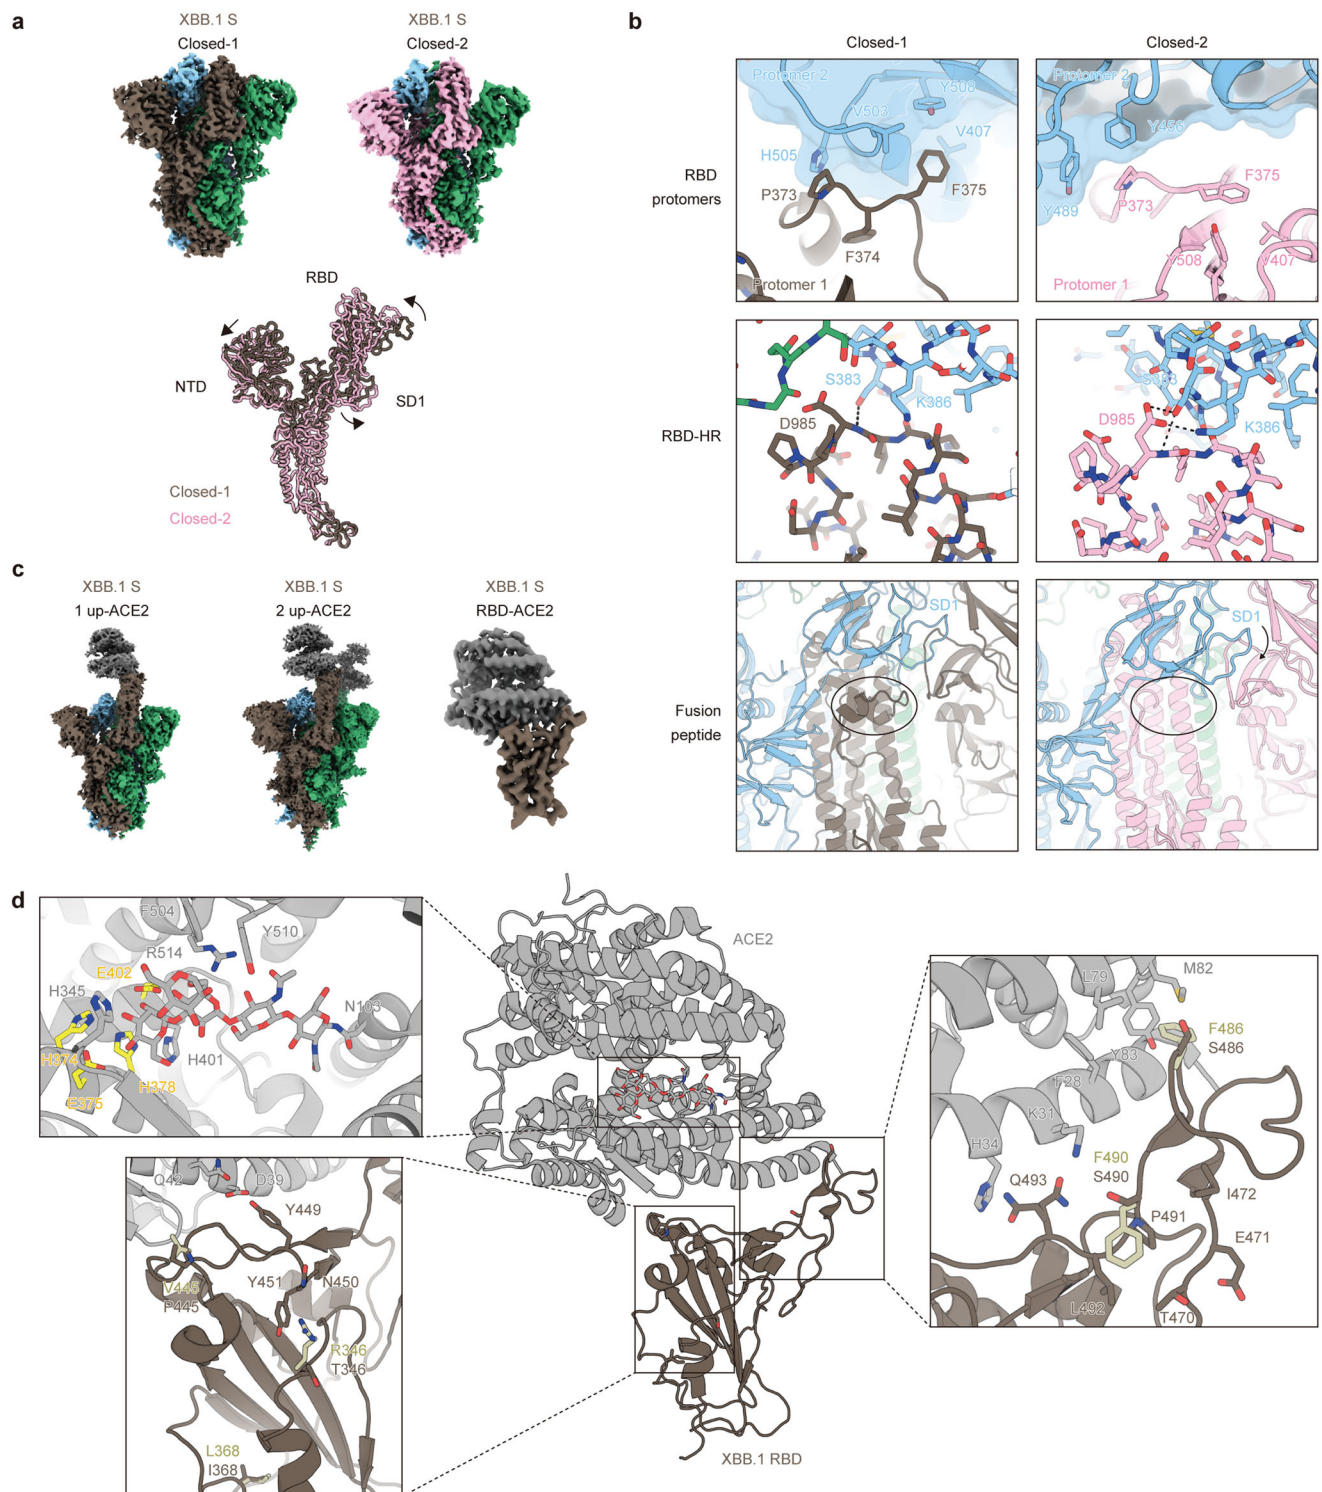 a
XBB.1 S
Closed-1
XBB.1 S
Closed-2
RBD
NTD
SD1
Closed-1
Closed-2
b
Closed-1
Closed-2
RBD
protomers
Protomer 2
Y508
V503
V407
H505
P373
F375
F374
Protomer 1
Protomer 2
Y456
F375
P373
Y489
Y508
V407
Protomer 1
RBD-HR
S383
K386
D985
S383
D985
K386
Fusion
peptide
SD1
SD1
c
XBB.1 S
1 up-ACE2
XBB.1 S
2 up-ACE2
XBB.1 S
RBD-ACE2
d
F504
Y510
R514
E402
H345
N103
H374
H401
H378
E375
ACE2
XBB.1 RBD
M82
L79
F486
S486
Y83
F28
K31
H34
F490
S490
Q493
I472
P491
E471
L492
T470
Q42
D39
Y449
Y451
N450
V445
P445
R346
T346
L368
I368